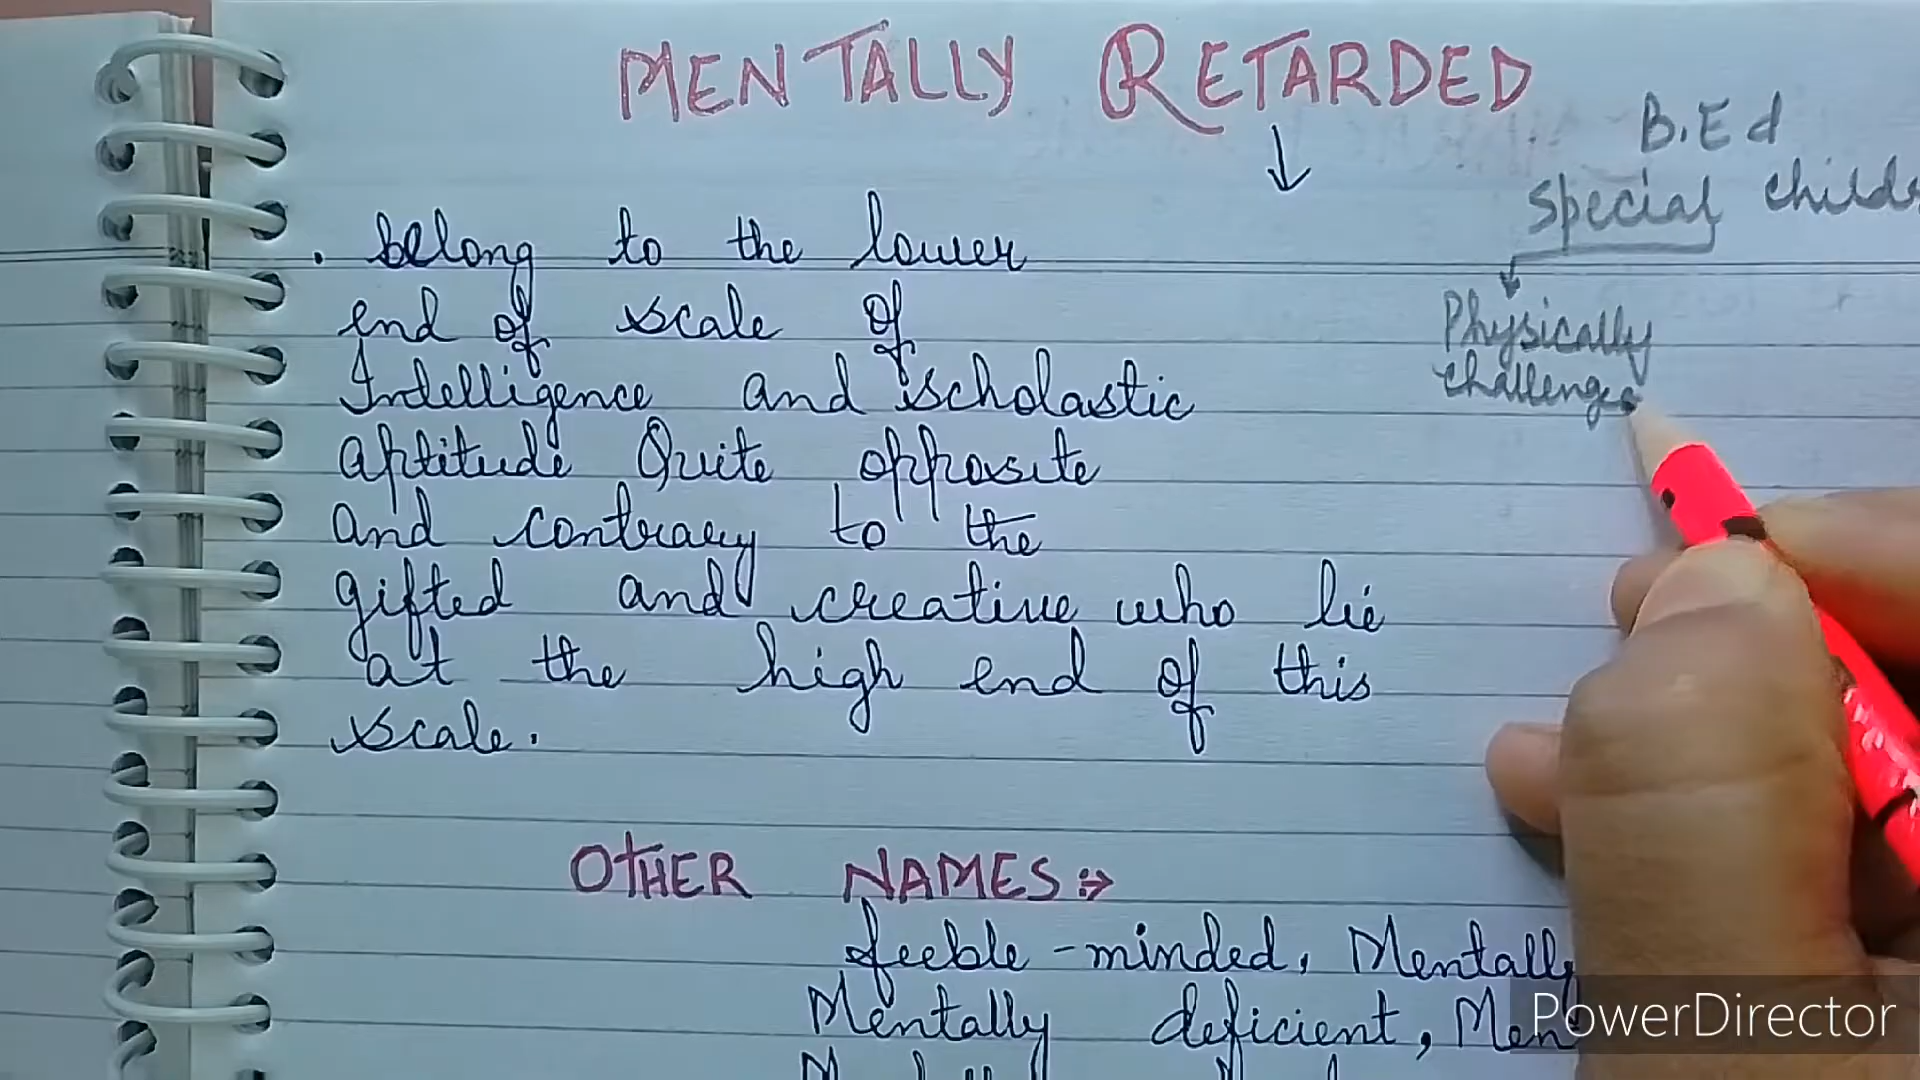 MENTALLY RETARDED
B.Ed
special child
Physically
challenge
. belong to the lower
end of scale of
Intelligence and scholastic
aptitude Quite opposite
and contrary to the
gifted and creative who lie
at the high end of this
scale.
OTHER NAMES :->
feeble-minded, Mentally
Mentally deficient, Men
PowerDirector